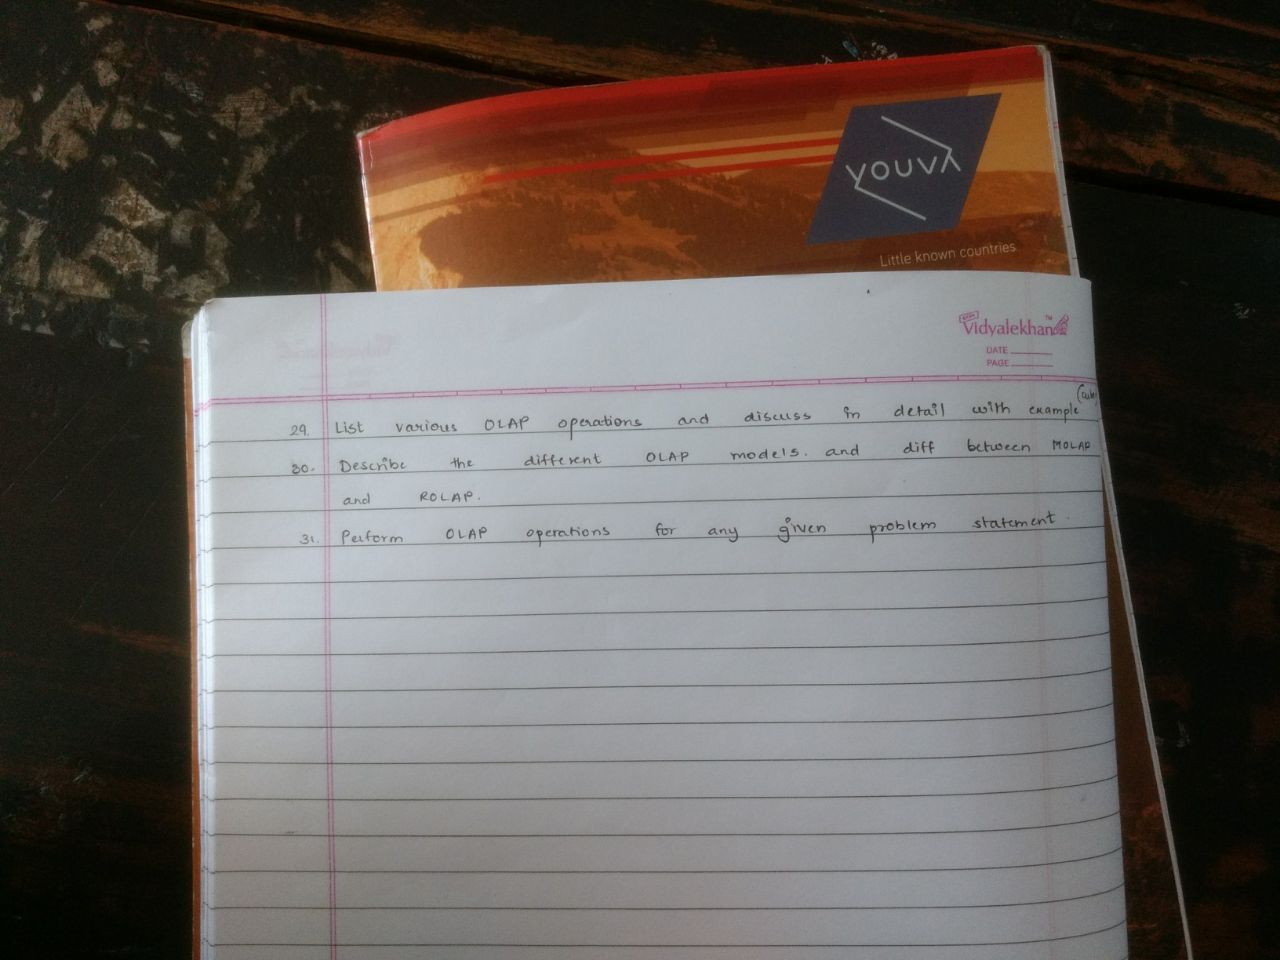 YOUVA
Little known countries
Vidyalekhan™
DATE
PAGE
29. List various OLAP operations and discuss in detail with example
30. Describe the different OLAP models. and diff between MOLAP
and ROLAP.
31. Perform OLAP operations for any given problem statement.